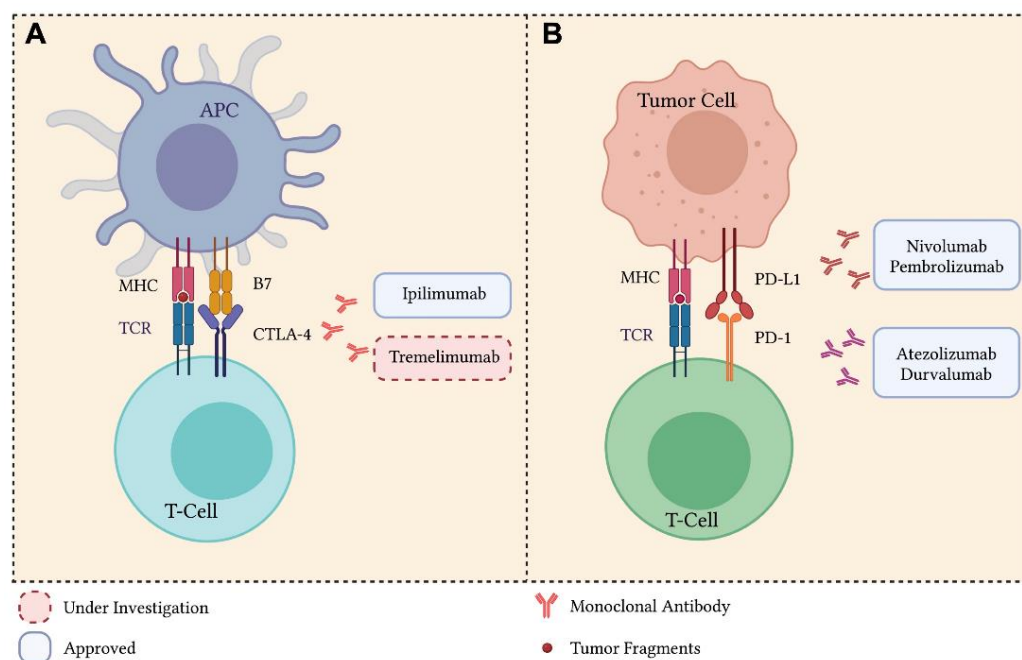 A
APC
MHC
B7
TCR
CTLA-4
Ipilimumab
Tremelimumab
T-Cell
B
Tumor Cell
MHC
PD-L1
TCR
PD-1
Nivolumab
Pembrolizumab
Atezolizumab
Durvalumab
T-Cell
Under Investigation
Approved
Monoclonal Antibody
Tumor Fragments